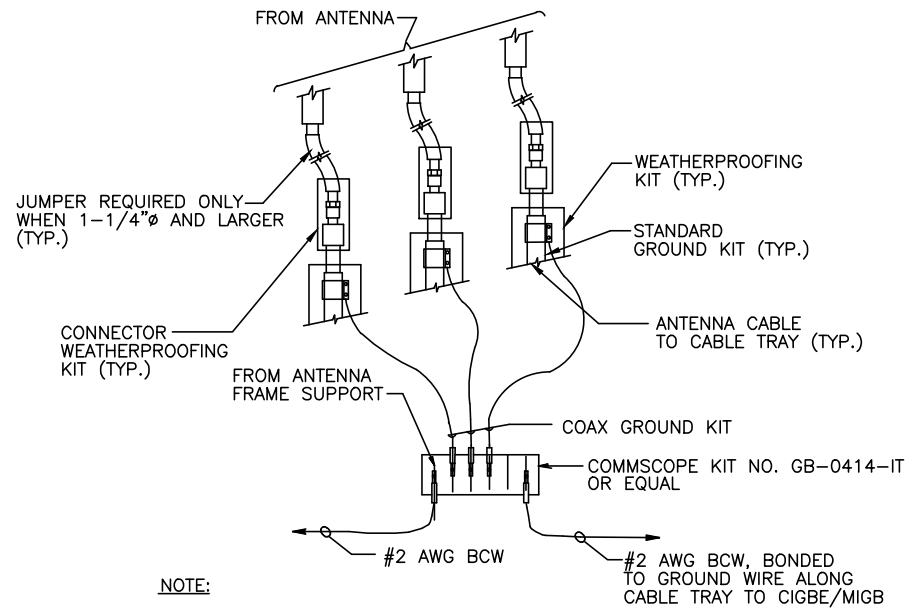 FROM ANTENNA
JUMPER REQUIRED ONLY
WHEN 1-1/4"ø AND LARGER
(TYP.)
WEATHERPROOFING
KIT (TYP.)
STANDARD
GROUND KIT (TYP.)
CONNECTOR
WEATHERPROOFING
KIT (TYP.)
ANTENNA CABLE
TO CABLE TRAY (TYP.)
FROM ANTENNA
FRAME SUPPORT
COAX GROUND KIT
COMMSCOPE KIT NO. GB-0414-IT
OR EQUAL
#2 AWG BCW
#2 AWG BCW, BONDED
TO GROUND WIRE ALONG
CABLE TRAY TO CIGBE/MIGB
NOTE: